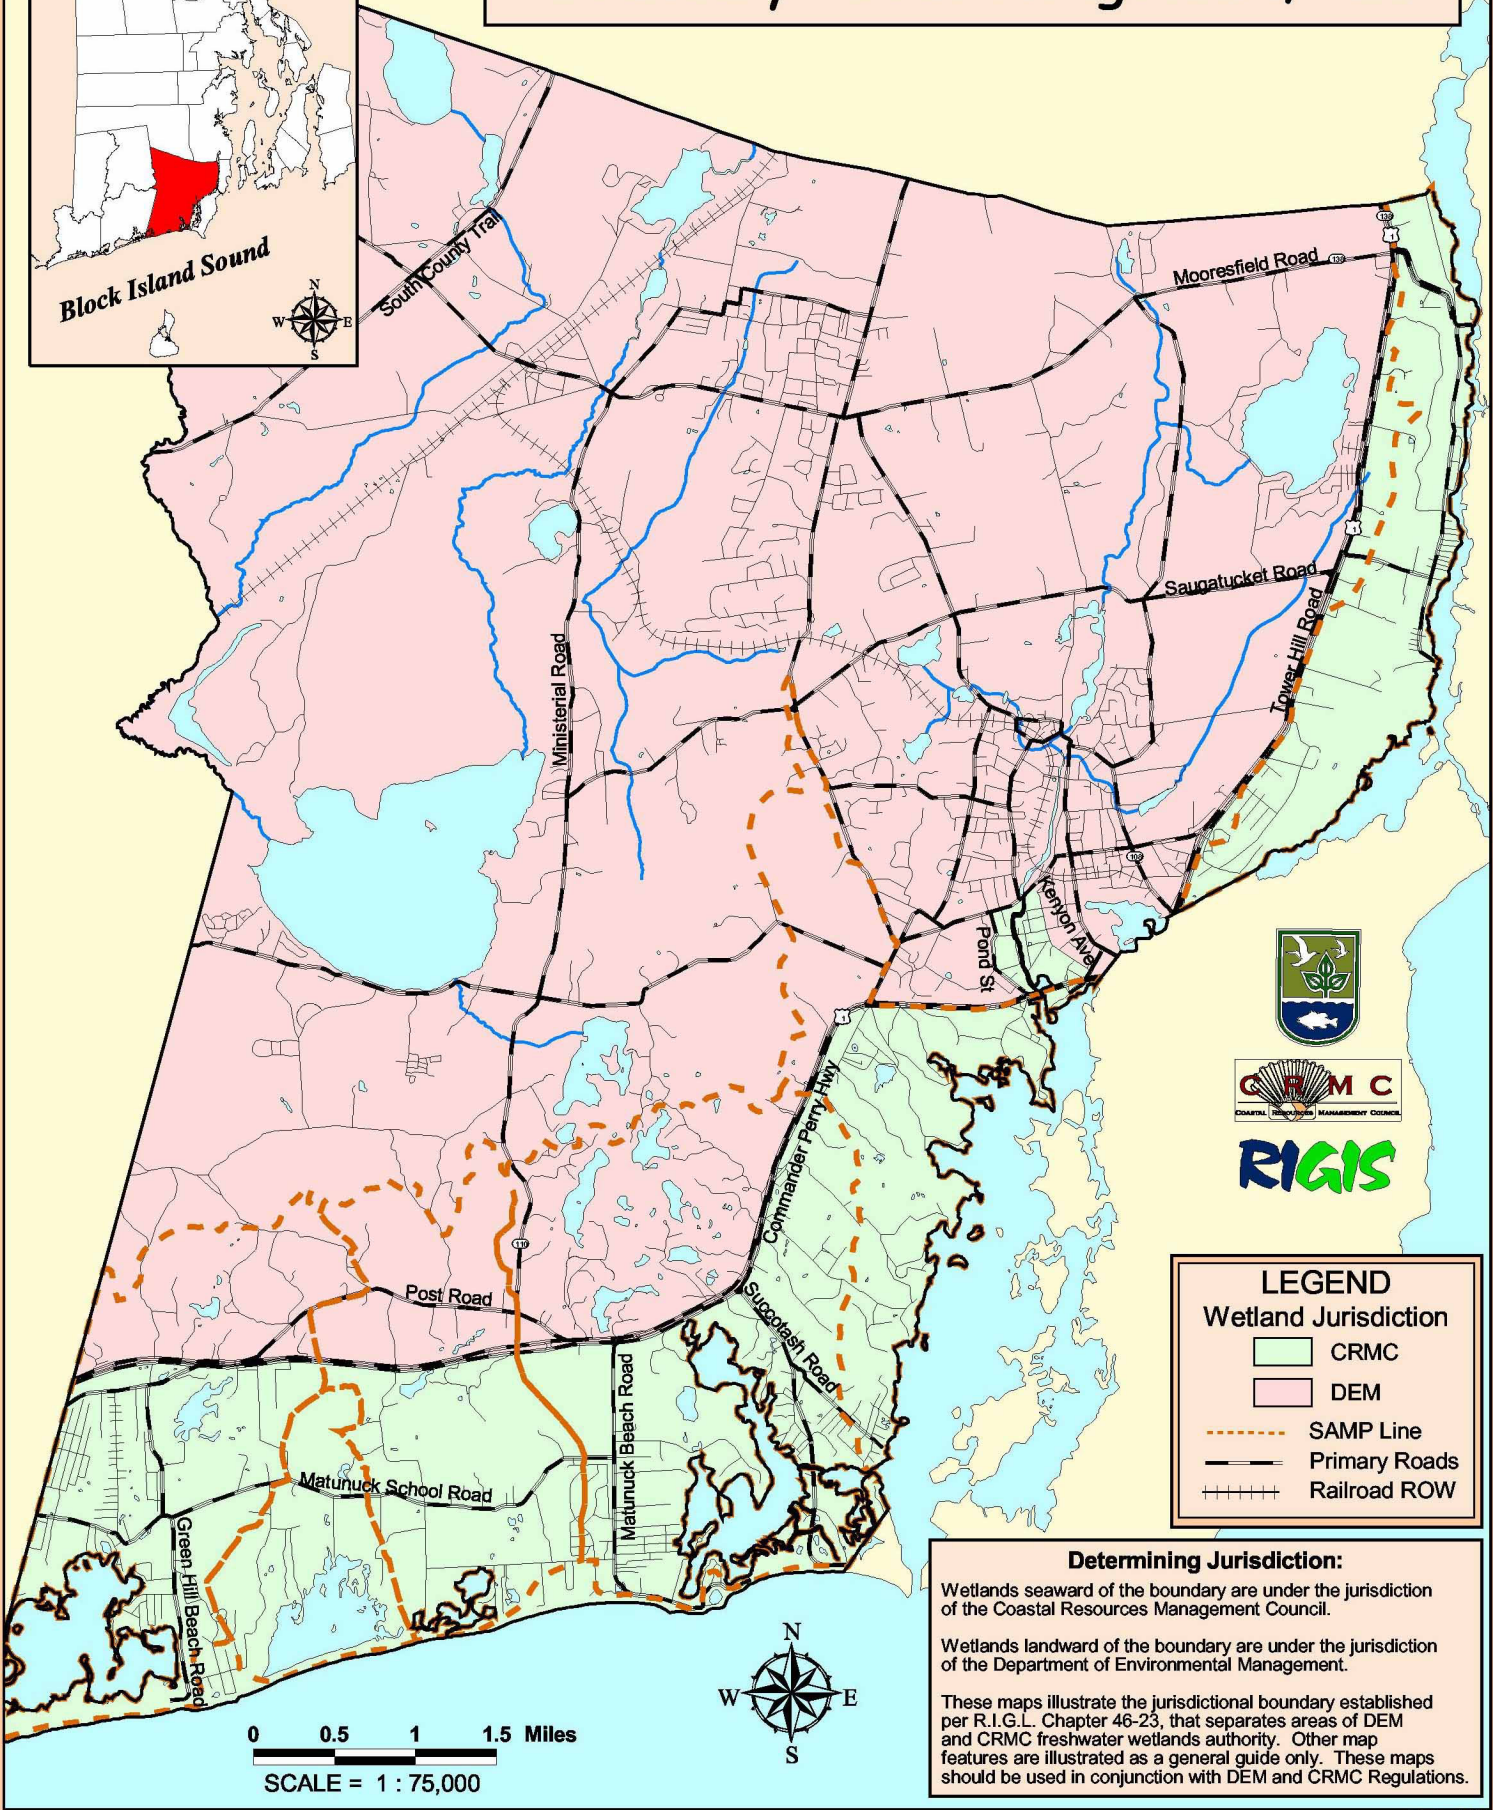 Block Island Sound
N
W E
S
South County Trail
Mooresfield Road
138
138
1
1
Saugatucket Road
Tower Hill Road
Ministerial Road
108
Kenyon Ave
Pond St
1
Commander Perry Hwy
110
Post Road
Succotash Road
Matunuck Beach Road
Matunuck School Road
Green Hill Beach Road
C R M C
COASTAL RESOURCES MANAGEMENT COUNCIL
RIGIS
LEGEND
Wetland Jurisdiction
CRMC
DEM
SAMP Line
Primary Roads
Railroad ROW
Determining Jurisdiction:
Wetlands seaward of the boundary are under the jurisdiction
of the Coastal Resources Management Council.
Wetlands landward of the boundary are under the jurisdiction
of the Department of Environmental Management.
These maps illustrate the jurisdictional boundary established
per R.I.G.L. Chapter 46-23, that separates areas of DEM
and CRMC freshwater wetlands authority. Other map
features are illustrated as a general guide only. These maps
should be used in conjunction with DEM and CRMC Regulations.
N
W E
S
0 0.5 1 1.5 Miles
SCALE = 1 : 75,000